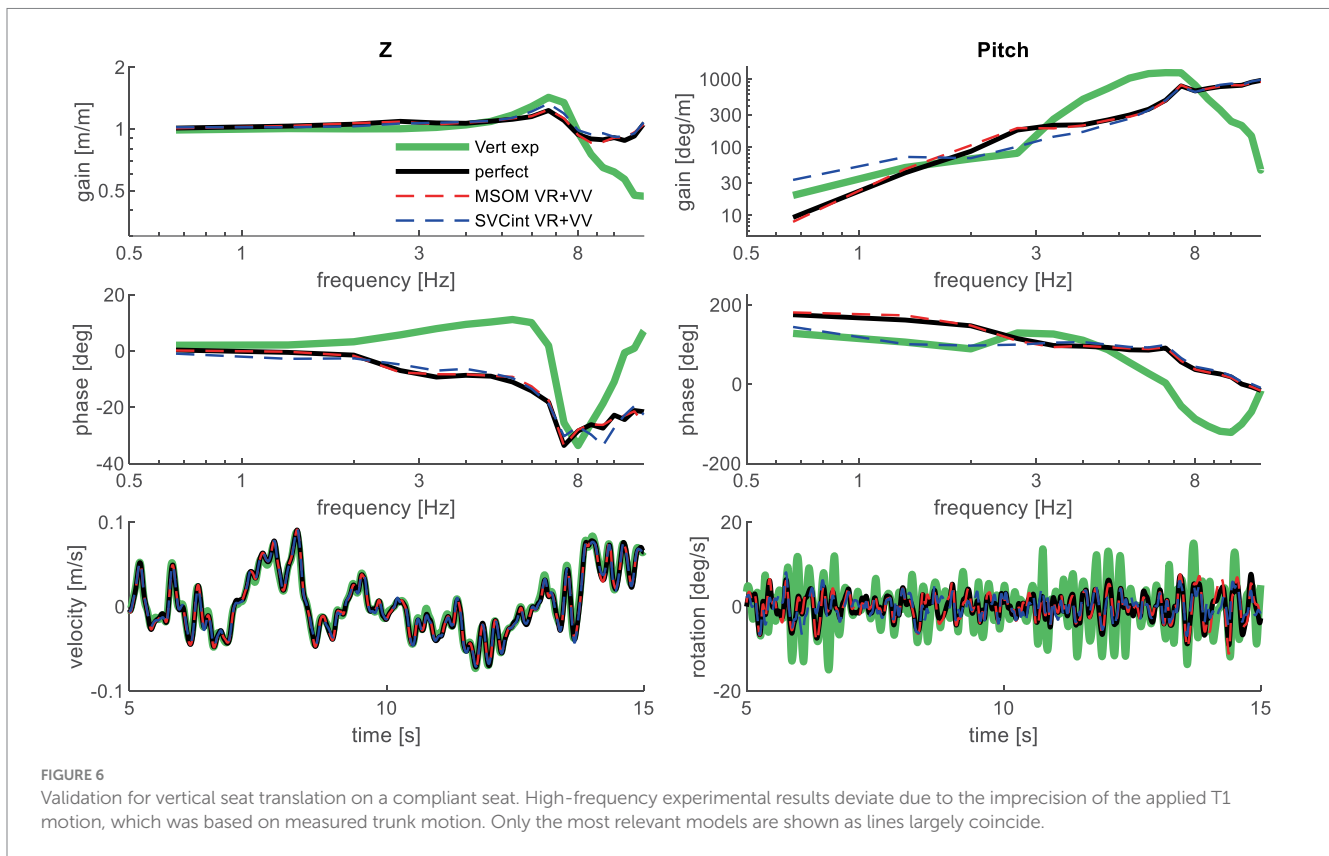 Z
2
1
0.5
gain [m/m]
Vert exp
perfect
MSOM VR+VV
SVCint VR+VV
0.5 1 3 8
frequency [Hz]
Pitch
1000
300
100
30
10
gain [deg/m]
0.5 1 3 8
frequency [Hz]
20
0
-20
-40
phase [deg]
0.5 1 3 8
frequency [Hz]
200
0
-200
phase [deg]
0.5 1 3 8
frequency [Hz]
0.1
0
-0.1
velocity [m/s]
5 10 15
time [s]
20
0
-20
rotation [deg/s]
5 10 15
time [s]
FIGURE 6
Validation for vertical seat translation on a compliant seat. High-frequency experimental results deviate due to the imprecision of the applied T1
motion, which was based on measured trunk motion. Only the most relevant models are shown as lines largely coincide.